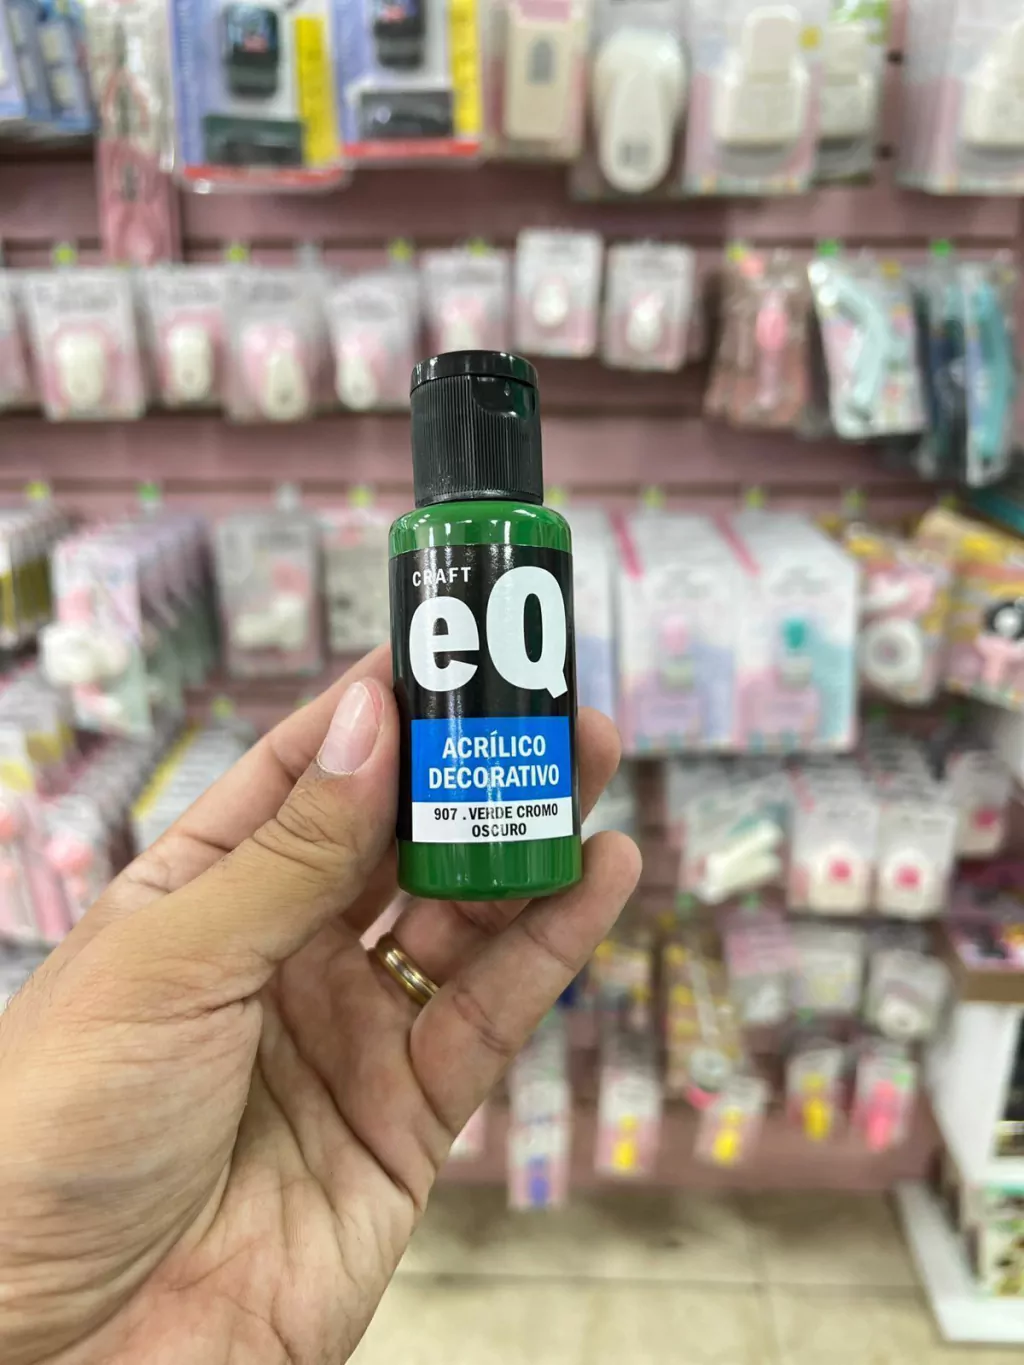 CRAFT
eQ
ACRÍLICO
DECORATIVO
907 . VERDE CROMO
OSCURO